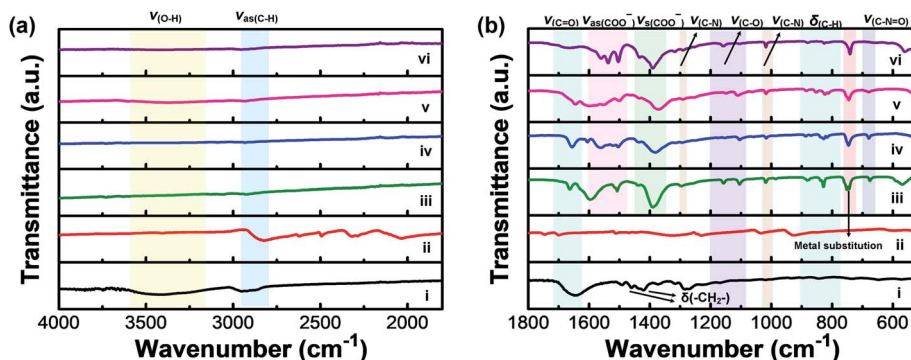 (a)
ν(O-H)
νas(C-H)
Transmittance (a.u.)
vi
v
iv
iii
ii
i
4000 3500 3000 2500 2000
Wavenumber (cm⁻¹)
(b)
ν(C=O) νas(COO⁻) νs(COO⁻) ν(C-N) ν(C-O) ν(C-N) δ(C-H) ν(C-N=O)
Transmittance (a.u.)
vi
v
iv
iii
Metal substitution
ii
δ(-CH₂-)
i
1800 1600 1400 1200 1000 800 600
Wavenumber (cm⁻¹)